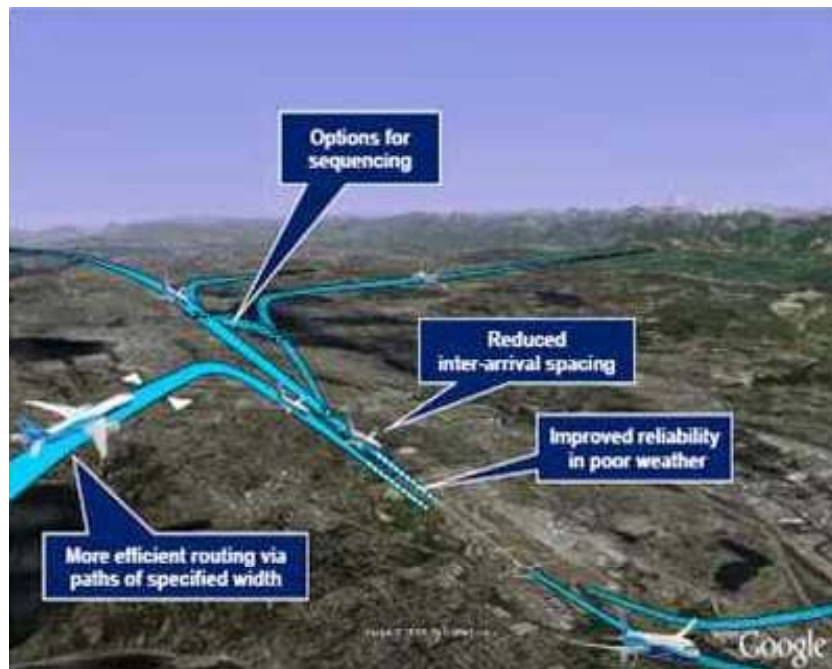 Options for
sequencing
Reduced
inter-arrival spacing
Improved reliability
in poor weather
More efficient routing via
paths of specified width
Google